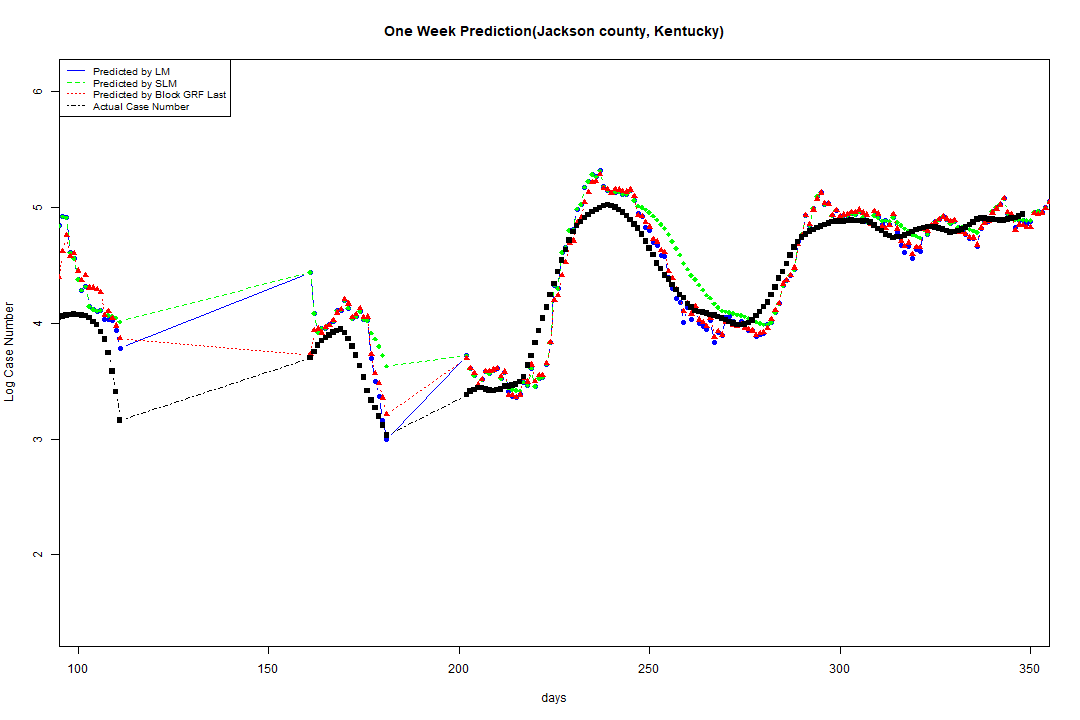 One Week Prediction(Jackson county, Kentucky)
Predicted by LM
Predicted by SLM
Predicted by Block GRF Last
Actual Case Number
6
5
4
3
2
Log Case Number
100 150 200 250 300 350
days